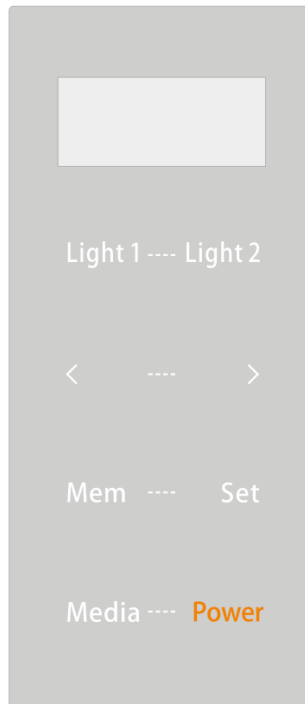 Light 1 ---- Light 2
< ---- >
Mem ---- Set
Media ---- Power